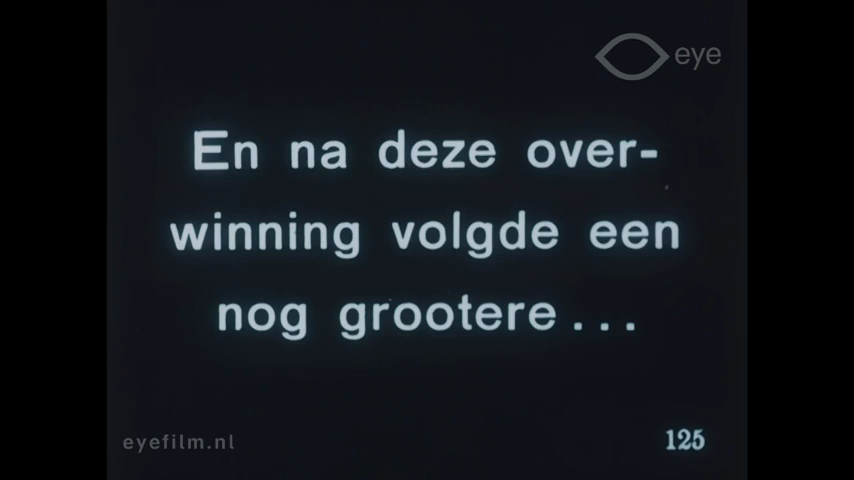 eye
En na deze over-
winning volgde een
nog grootere...
eyefilm.nl
125